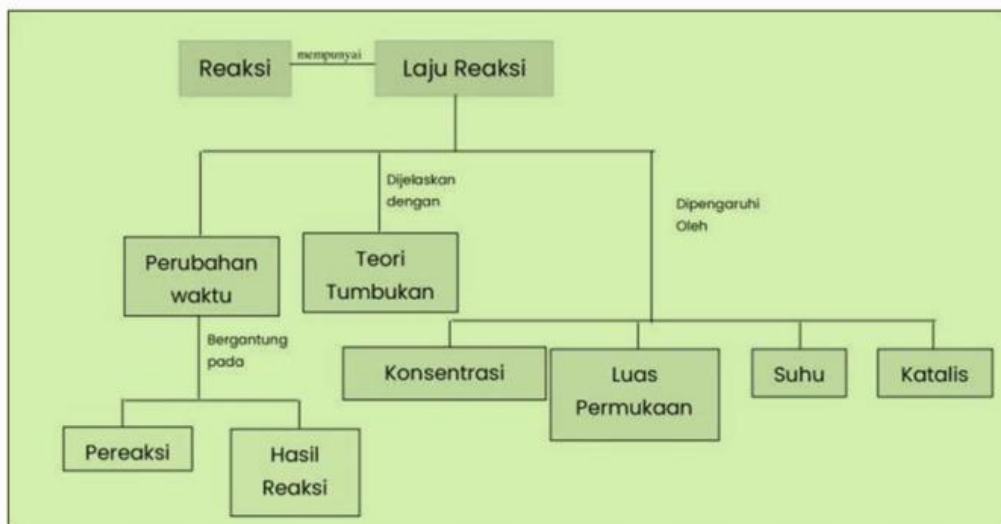 Reaksi
mempunyai
Laju Reaksi
Dijelaskan
dengan
Dipengaruhi
Oleh
Perubahan
waktu
Teori
Tumbukan
Bergantung
pada
Konsentrasi
Luas
Permukaan
Suhu
Katalis
Pereaksi
Hasil
Reaksi